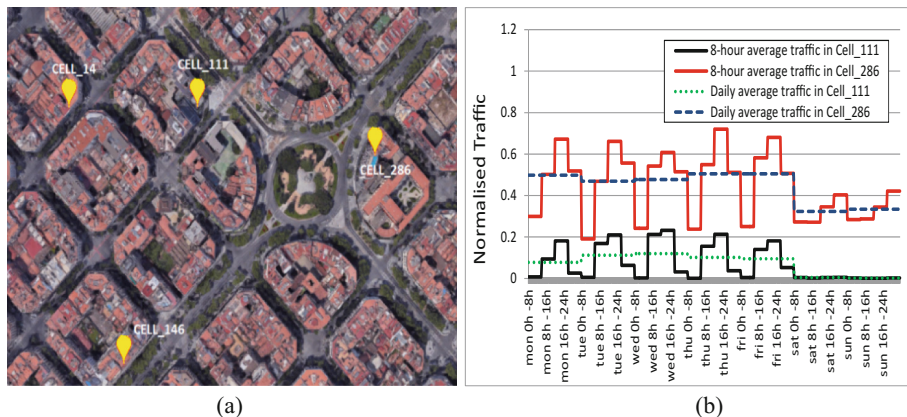 (a)
CELL_14
CELL_111
CELL_286
CELL_146
(b)
Normalised Traffic
1.2
1
0.8
0.6
0.4
0.2
0
8-hour average traffic in Cell_111
8-hour average traffic in Cell_286
Daily average traffic in Cell_111
Daily average traffic in Cell_286
mon 0h -8h
mon 8h -16h
mon 16h -24h
tue 0h -8h
tue 8h -16h
tue 16h -24h
wed 0h -8h
wed 8h -16h
wed 16h -24h
thu 0h -8h
thu 8h -16h
thu 16h -24h
fri 0h -8h
fri 8h -16h
fri 16h -24h
sat 0h -8h
sat 8h -16h
sat 16h -24h
sun 0h -8h
sun 8h -16h
sun 16h -24h